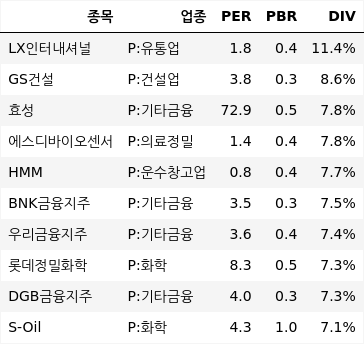 종목 업종 PER PBR DIV
LX인터내셔널 P:유통업 1.8 0.4 11.4%
GS건설 P:건설업 3.8 0.3 8.6%
효성 P:기타금융 72.9 0.5 7.8%
에스디바이오센서 P:의료정밀 1.4 0.4 7.8%
HMM P:운수창고업 0.8 0.4 7.7%
BNK금융지주 P:기타금융 3.5 0.3 7.5%
우리금융지주 P:기타금융 3.6 0.4 7.4%
롯데정밀화학 P:화학 8.3 0.5 7.3%
DGB금융지주 P:기타금융 4.0 0.3 7.3%
S-Oil P:화학 4.3 1.0 7.1%